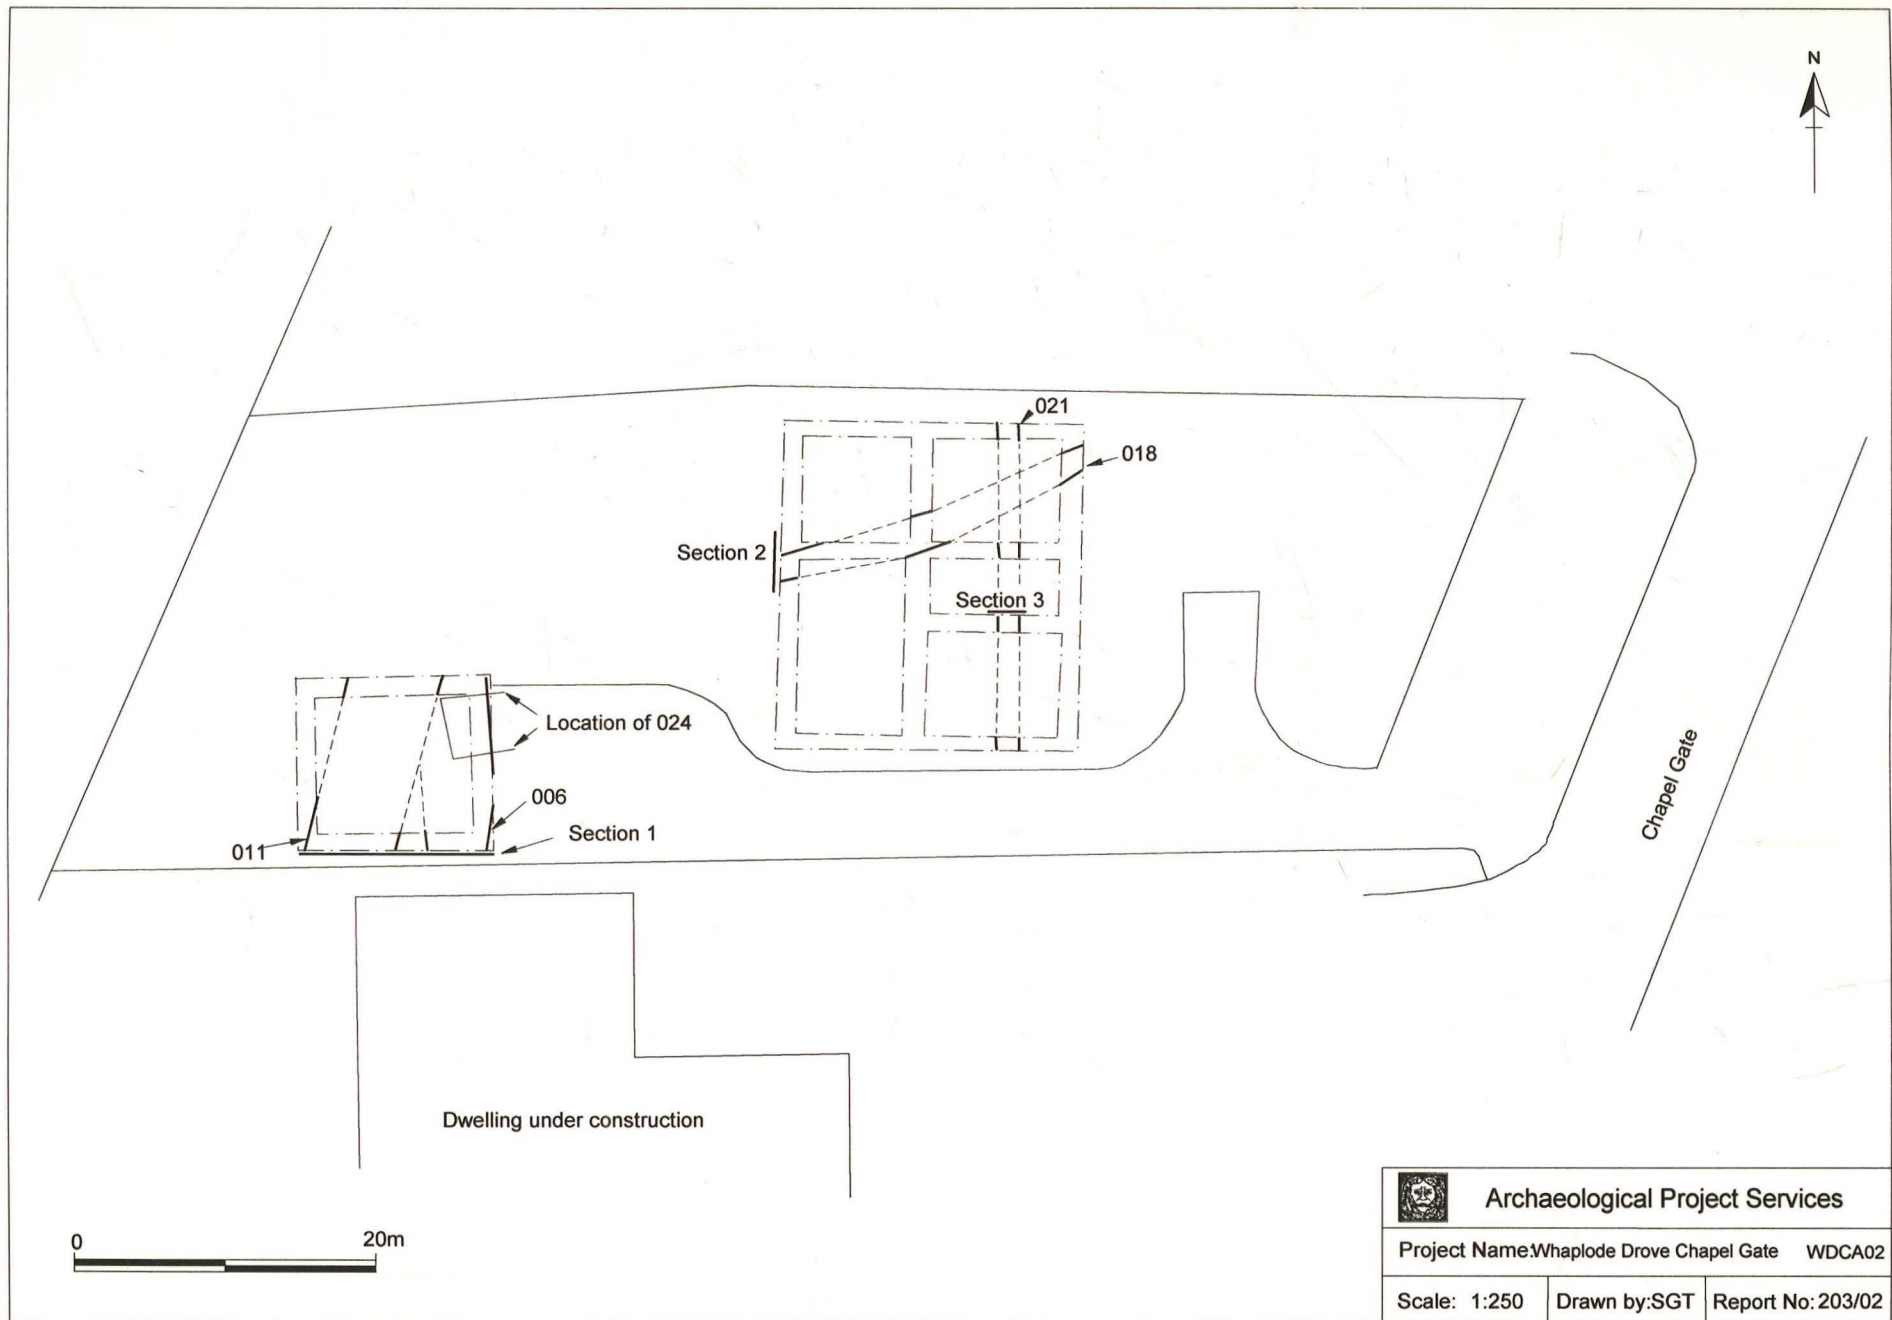 N
021
018
Section 2
Section 3
Location of 024
006
Section 1
011
Chapel Gate
Dwelling under construction
0 20m
Archaeological Project Services
Project Name:Whaplode Drove Chapel Gate WDCA02
Scale: 1:250 Drawn by:SGT Report No: 203/02